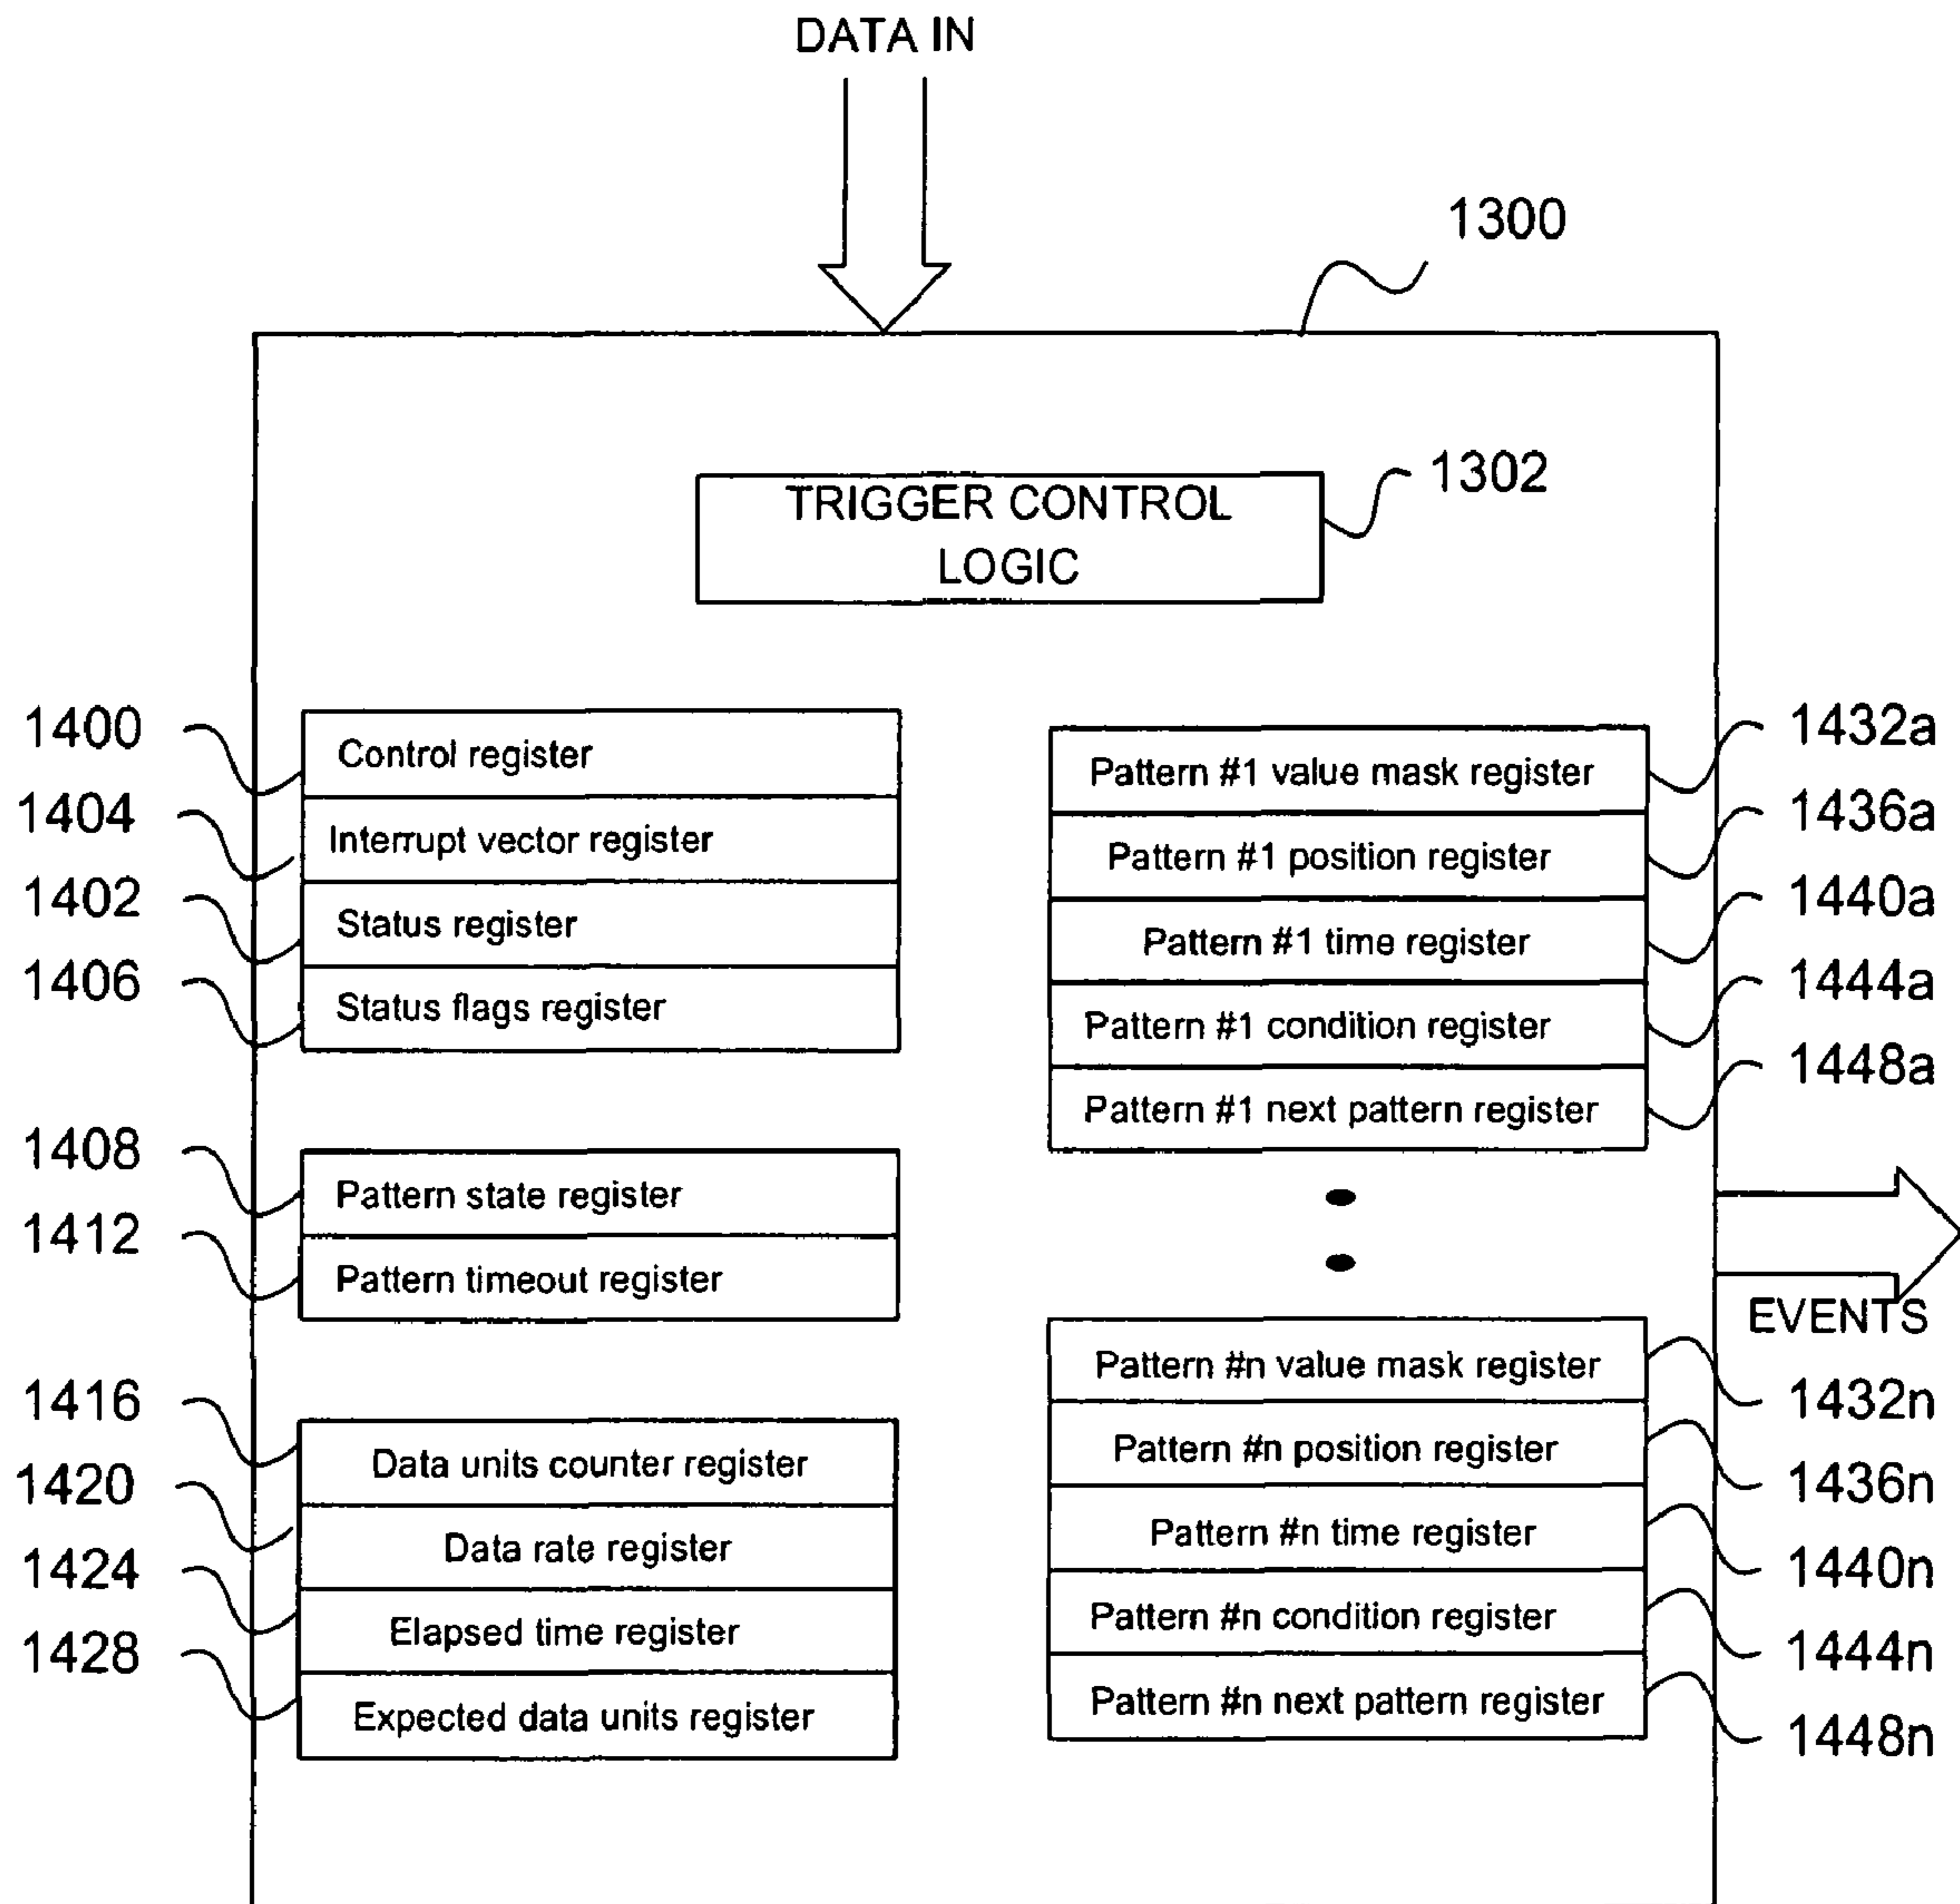 DATA IN
1300
1302
TRIGGER CONTROL
LOGIC
1400
Control register
1404
Interrupt vector register
1402
Status register
1406
Status flags register
1408
Pattern state register
1412
Pattern timeout register
1416
Data units counter register
1420
Data rate register
1424
Elapsed time register
1428
Expected data units register
Pattern #1 value mask register
1432a
Pattern #1 position register
1436a
Pattern #1 time register
1440a
Pattern #1 condition register
1444a
Pattern #1 next pattern register
1448a
EVENTS
Pattern #n value mask register
1432n
Pattern #n position register
1436n
Pattern #n time register
1440n
Pattern #n condition register
1444n
Pattern #n next pattern register
1448n